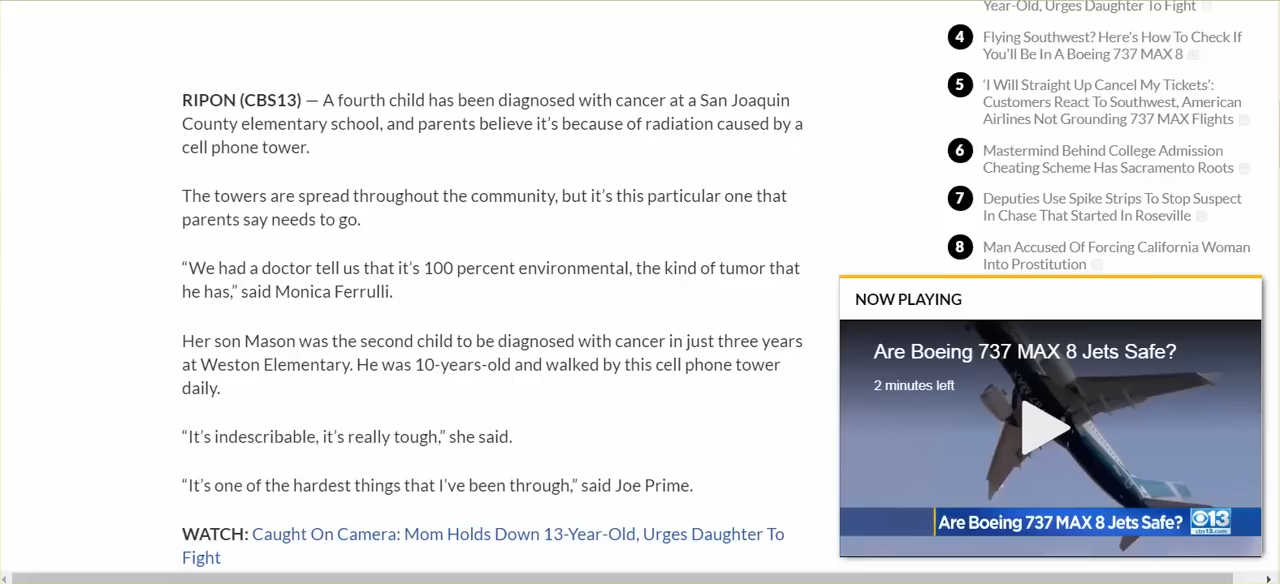 RIPON (CBS13) — A fourth child has been diagnosed with cancer at a San Joaquin
County elementary school, and parents believe it's because of radiation caused by a
cell phone tower.
The towers are spread throughout the community, but it's this particular one that
parents say needs to go.
“We had a doctor tell us that it's 100 percent environmental, the kind of tumor that
he has,” said Monica Ferrulli.
Her son Mason was the second child to be diagnosed with cancer in just three years
at Weston Elementary. He was 10-years-old and walked by this cell phone tower
daily.
“It's indescribable, it's really tough,” she said.
“It's one of the hardest things that I've been through,” said Joe Prime.
WATCH: Caught On Camera: Mom Holds Down 13-Year-Old, Urges Daughter To
Fight
Year-Old, Urges Daughter To Fight
4 Flying Southwest? Here's How To Check If
You'll Be In A Boeing 737 MAX 8
5 ‘I Will Straight Up Cancel My Tickets’:
Customers React To Southwest, American
Airlines Not Grounding 737 MAX Flights
6 Mastermind Behind College Admission
Cheating Scheme Has Sacramento Roots
7 Deputies Use Spike Strips To Stop Suspect
In Chase That Started In Roseville
8 Man Accused Of Forcing California Woman
Into Prostitution
NOW PLAYING
Are Boeing 737 MAX 8 Jets Safe?
2 minutes left
Are Boeing 737 MAX 8 Jets Safe? 13
cbs13.com